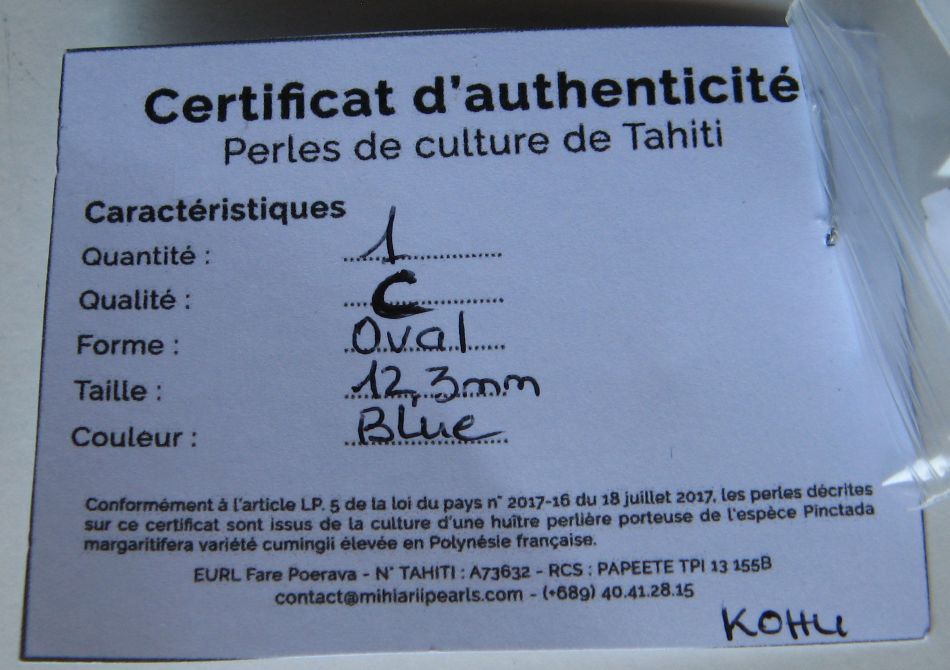 Certificat d'authenticité
Perles de culture de Tahiti
Caractéristiques
Quantité : 1
Qualité : C
Forme : Oval
Taille : 12,3mm
Couleur : Blue
Conformément à l'article LP. 5 de la loi du pays n° 2017-16 du 18 juillet 2017, les perles décrites
sur ce certificat sont issus de la culture d'une huître perlière porteuse de l'espèce Pinctada
margaritifera variété cumingii élevée en Polynésie française.
EURL Fare Poerava - N° TAHITI : A73632 - RCS : PAPEETE TPI 13 155B
contact@mihiariipearls.com - (+689) 40.41.28.15